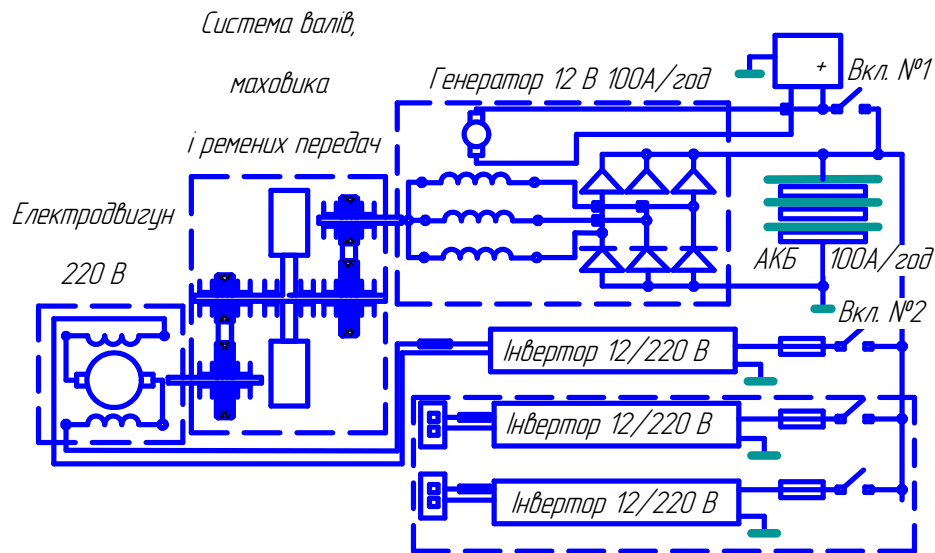 Система валів,
маховика
і ремених передач
Генератор 12 В 100А/год
+
Вкл. №1
Електродвигун
220 В
АКБ 100А/год
Вкл. №2
Інвертор 12/220 В
Інвертор 12/220 В
Інвертор 12/220 В